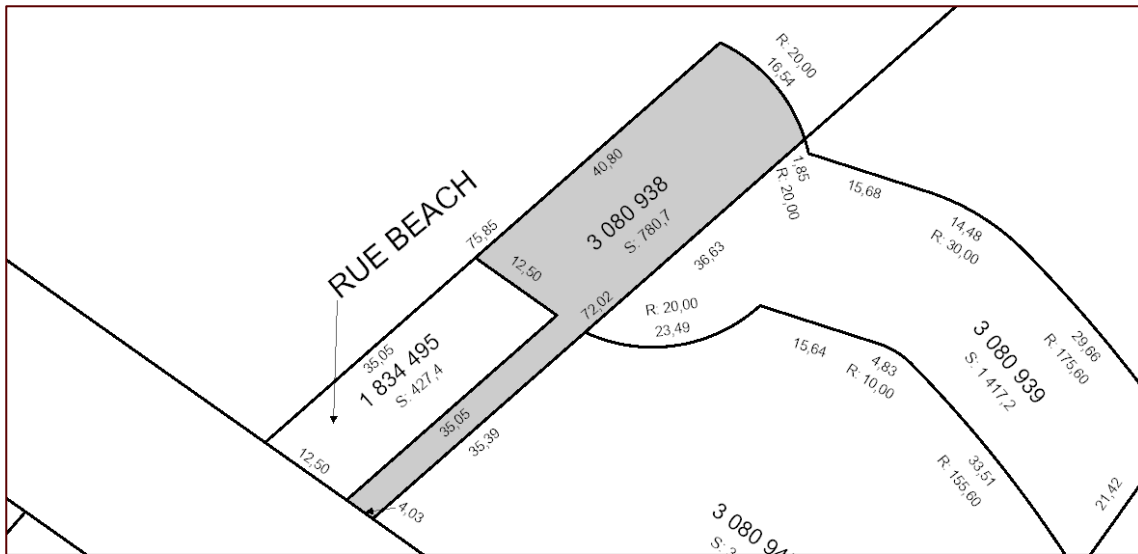 R: 20,00
16,54
40,80
3 080 938
S: 780,7
1,85
R: 20,00
15,68
14,48
R: 30,00
RUE BEACH
75,85
12,50
36,63
72,02
R: 20,00
23,49
35,05
1 834 495
S: 427,4
15,64
4,83
R: 10,00
3 080 939
S: 1 417,2
29,66
R: 175,60
35,05
35,39
12,50
4,03
33,51
R: 155,60
21,42
3 080 94
S: 3